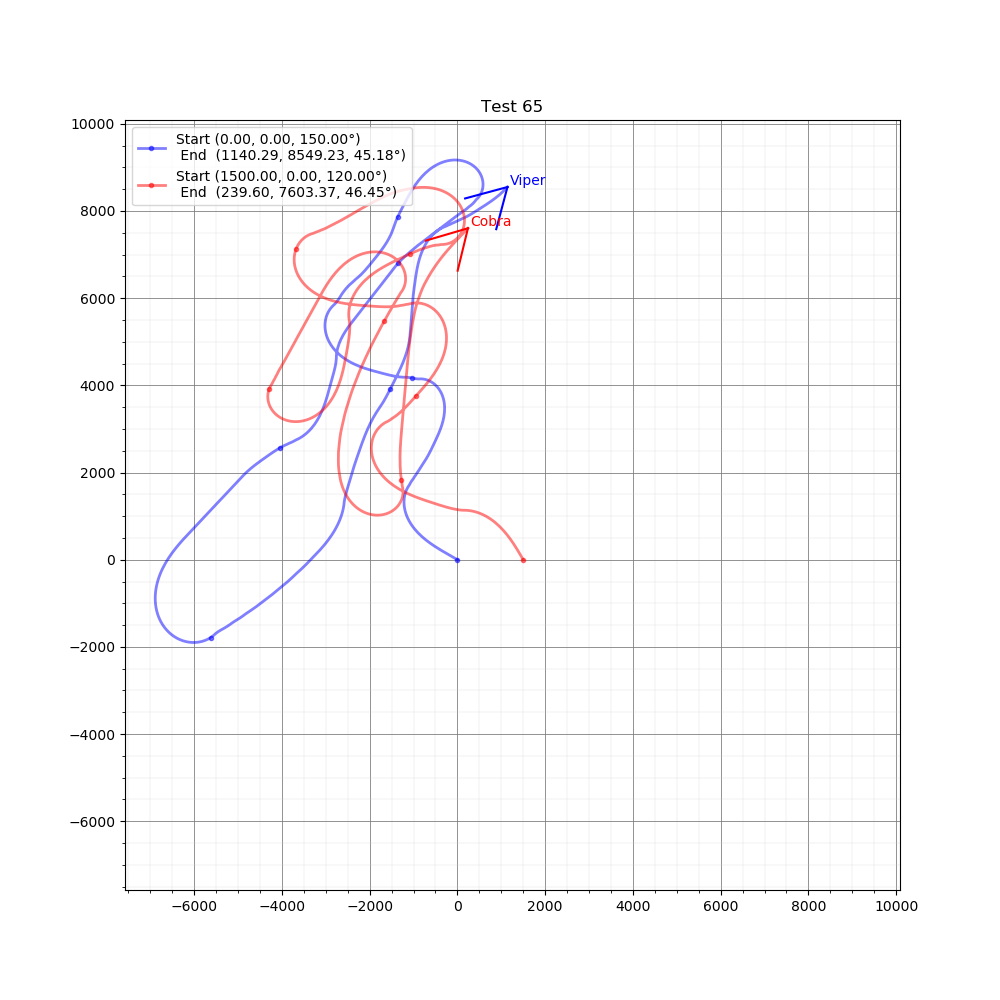 Test 65
10000
8000
6000
4000
2000
0
−2000
−4000
−6000
Start (0.00, 0.00, 150.00°)
End (1140.29, 8549.23, 45.18°)
Start (1500.00, 0.00, 120.00°)
End (239.60, 7603.37, 46.45°)
Viper
Cobra
−6000 −4000 −2000 0 2000 4000 6000 8000 10000